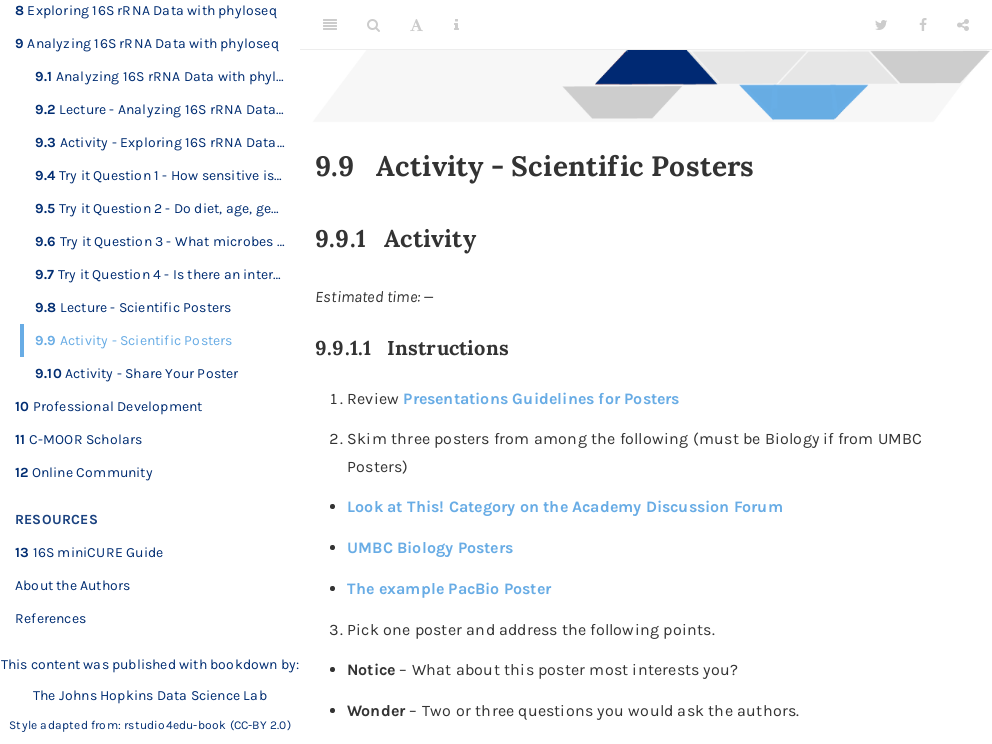 8 Exploring 16S rRNA Data with phyloseq
9 Analyzing 16S rRNA Data with phyloseq
9.1 Analyzing 16S rRNA Data with phyl…
9.2 Lecture - Analyzing 16S rRNA Data…
9.3 Activity - Exploring 16S rRNA Data…
9.4 Try it Question 1 - How sensitive is…
9.5 Try it Question 2 - Do diet, age, ge…
9.6 Try it Question 3 - What microbes …
9.7 Try it Question 4 - Is there an inter…
9.8 Lecture - Scientific Posters
9.9 Activity - Scientific Posters
9.10 Activity - Share Your Poster
10 Professional Development
11 C-MOOR Scholars
12 Online Community
RESOURCES
13 16S miniCURE Guide
About the Authors
References
This content was published with bookdown by:
The Johns Hopkins Data Science Lab
Style adapted from: rstudio4edu-book (CC-BY 2.0)
9.9 Activity - Scientific Posters
9.9.1 Activity
Estimated time: —
9.9.1.1 Instructions
1. Review Presentations Guidelines for Posters
2. Skim three posters from among the following (must be Biology if from UMBC
Posters)
• Look at This! Category on the Academy Discussion Forum
• UMBC Biology Posters
• The example PacBio Poster
3. Pick one poster and address the following points.
• Notice – What about this poster most interests you?
• Wonder – Two or three questions you would ask the authors.